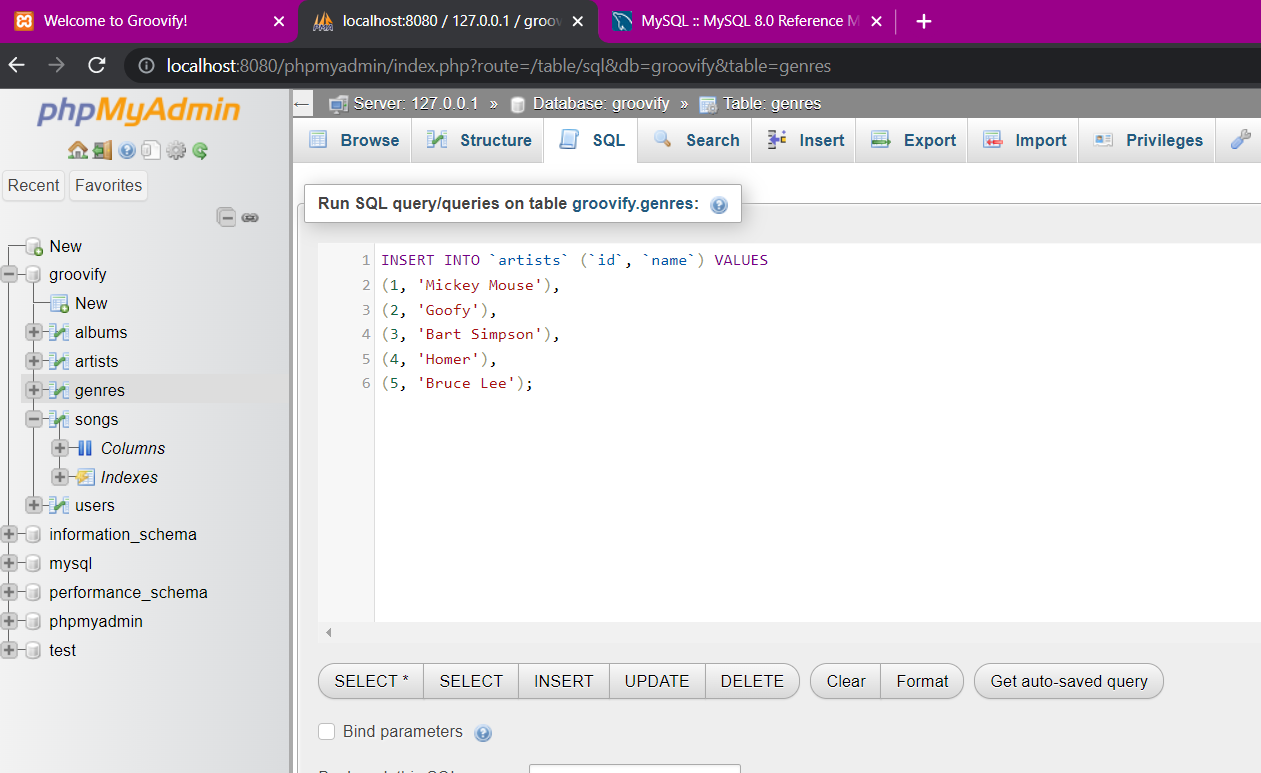 Welcome to Groovify!
localhost:8080 / 127.0.0.1 / groov
MySQL :: MySQL 8.0 Reference M
localhost:8080/phpmyadmin/index.php?route=/table/sql&db=groovify&table=genres
phpMyAdmin
Recent Favorites
New
groovify
New
albums
artists
genres
songs
Columns
Indexes
users
information_schema
mysql
performance_schema
phpmyadmin
test
Server: 127.0.0.1 » Database: groovify » Table: genres
Browse Structure SQL Search Insert Export Import Privileges
Run SQL query/queries on table groovify.genres:
1 INSERT INTO `artists` (`id`, `name`) VALUES
2 (1, 'Mickey Mouse'),
3 (2, 'Goofy'),
4 (3, 'Bart Simpson'),
5 (4, 'Homer'),
6 (5, 'Bruce Lee');
SELECT * SELECT INSERT UPDATE DELETE Clear Format Get auto-saved query
Bind parameters